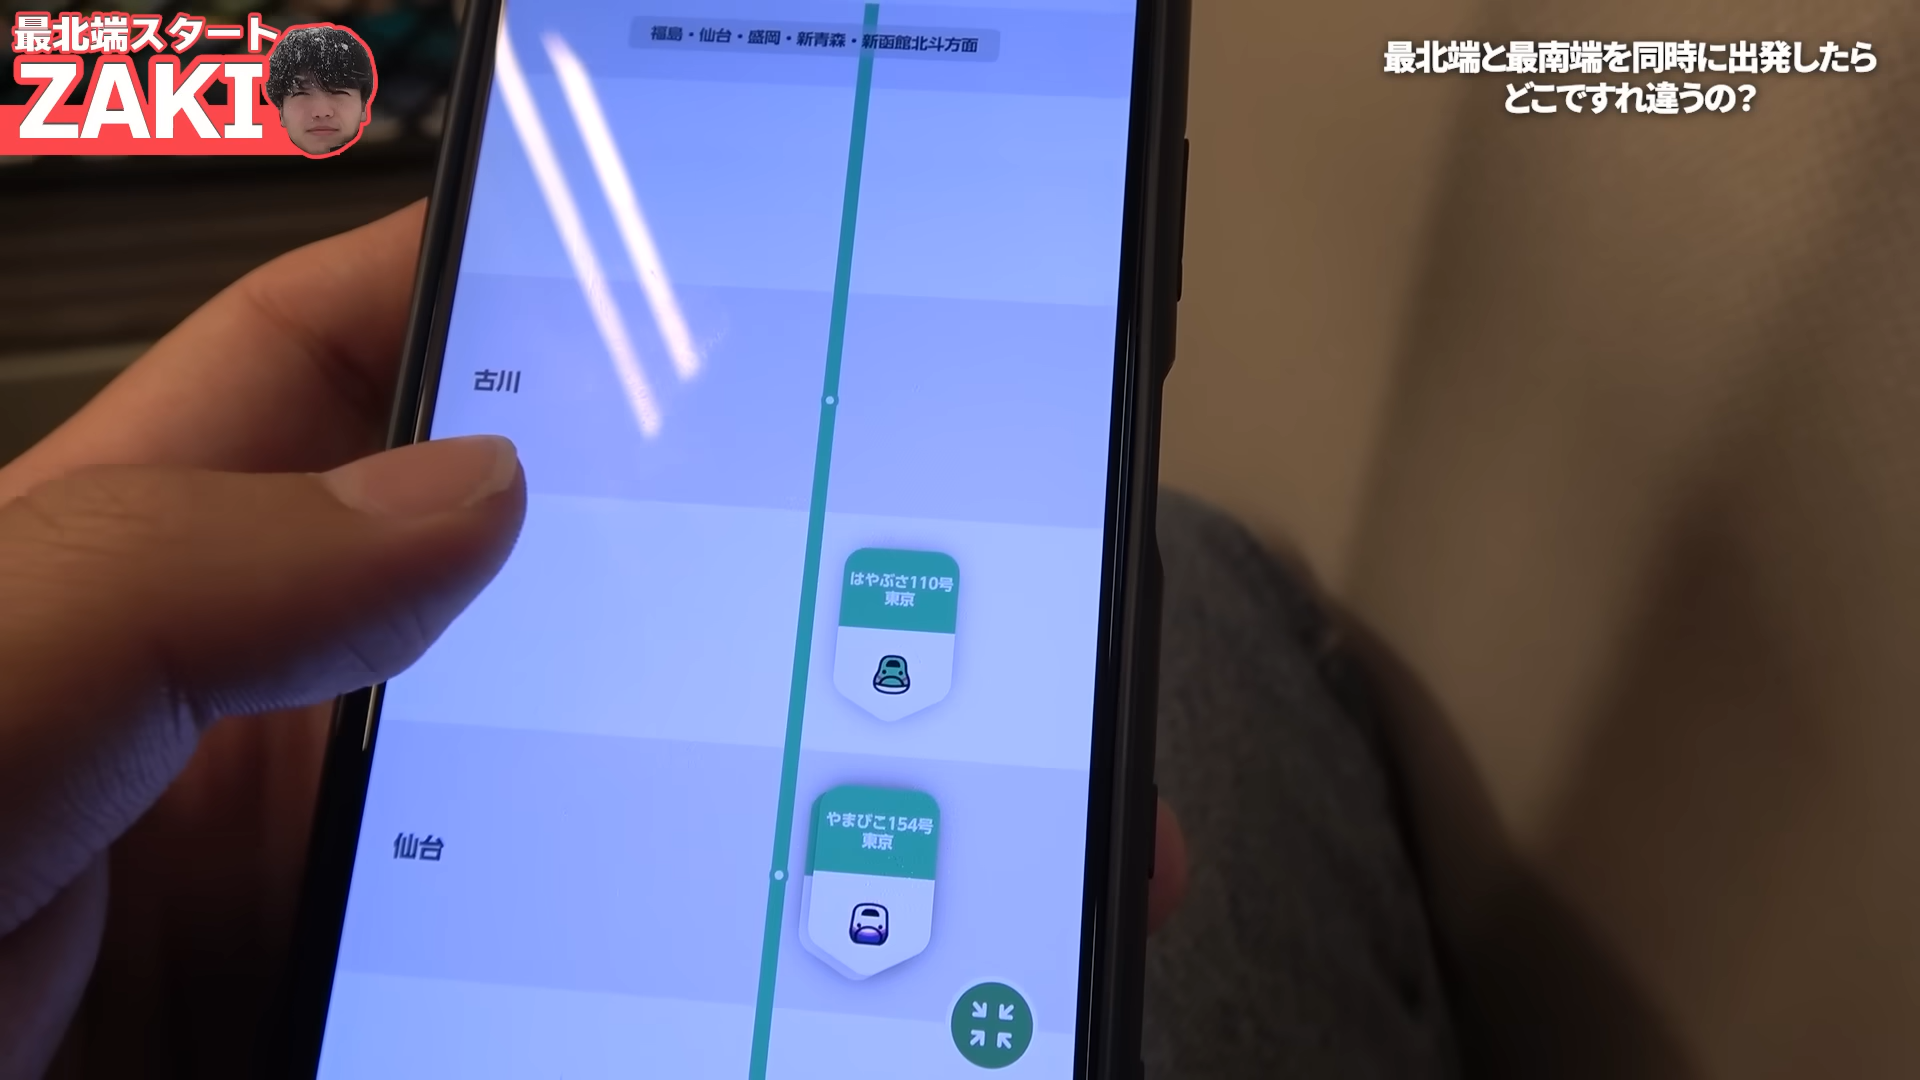 最北端スタート
ZAKI
最北端と最南端を同時に出発したら
どこですれ違うの?
福島・仙台・盛岡・新青森・新函館北斗方面
古川
はやぶさ110号
東京
やまびこ154号
東京
仙台